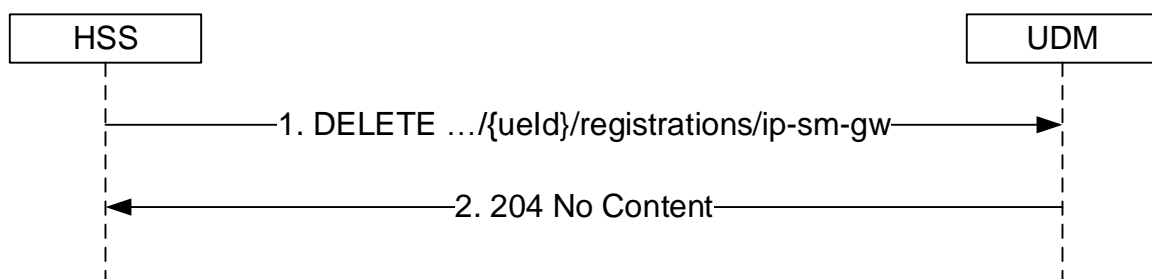 HSS
UDM
1. DELETE …/{ueId}/registrations/ip-sm-gw
2. 204 No Content